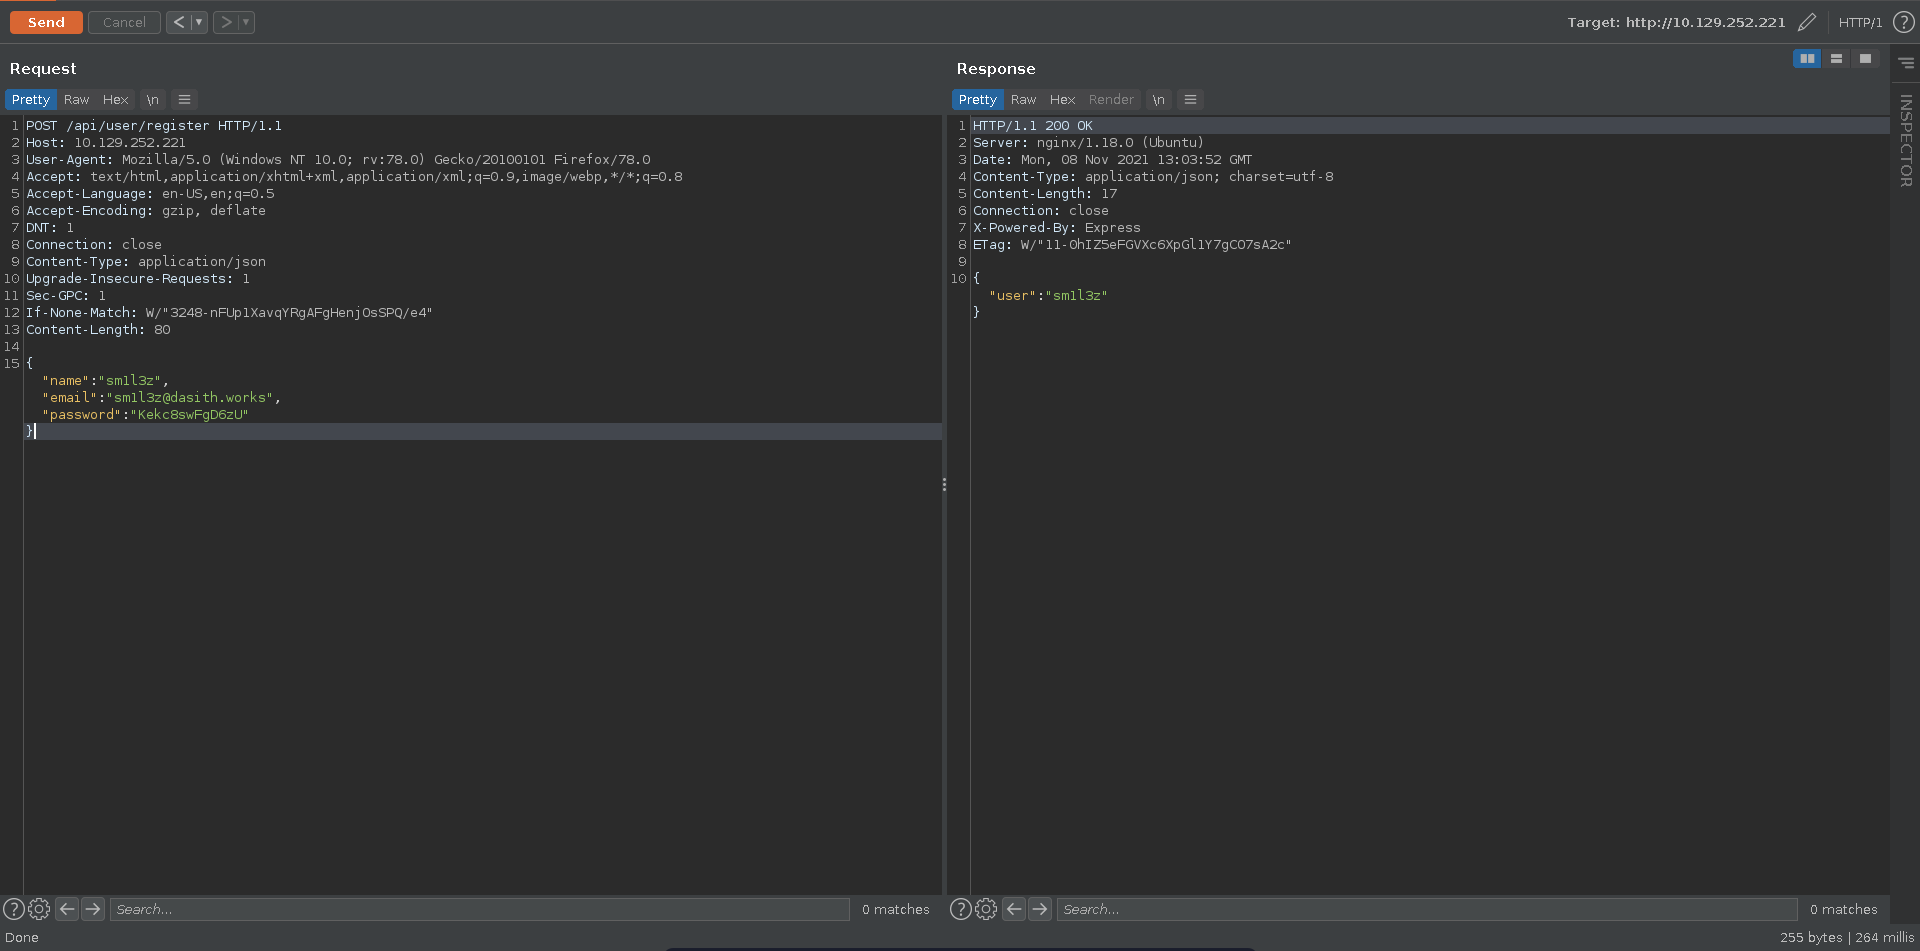 Send Cancel < ▾ > ▾ Target: http://10.129.252.221 HTTP/1 ?
Request
Pretty Raw Hex \n
1 POST /api/user/register HTTP/1.1
2 Host: 10.129.252.221
3 User-Agent: Mozilla/5.0 (Windows NT 10.0; rv:78.0) Gecko/20100101 Firefox/78.0
4 Accept: text/html,application/xhtml+xml,application/xml;q=0.9,image/webp,*/*;q=0.8
5 Accept-Language: en-US,en;q=0.5
6 Accept-Encoding: gzip, deflate
7 DNT: 1
8 Connection: close
9 Content-Type: application/json
10 Upgrade-Insecure-Requests: 1
11 Sec-GPC: 1
12 If-None-Match: W/"3248-nFUp1XavqYRgAFgHenjOsSPQ/e4"
13 Content-Length: 80
14
15 {
"name":"sm1l3z",
"email":"sm1l3z@dasith.works",
"password":"Kekc8swFgD6zU"
}
? Search... 0 matches
Response
Pretty Raw Hex Render \n
1 HTTP/1.1 200 OK
2 Server: nginx/1.18.0 (Ubuntu)
3 Date: Mon, 08 Nov 2021 13:03:52 GMT
4 Content-Type: application/json; charset=utf-8
5 Content-Length: 17
6 Connection: close
7 X-Powered-By: Express
8 ETag: W/"11-0hIZ5eFGVXc6XpGl1Y7gCO7sA2c"
9
10 {
"user":"sm1l3z"
}
? Search... 0 matches
INSPECTOR
Done 255 bytes | 264 millis